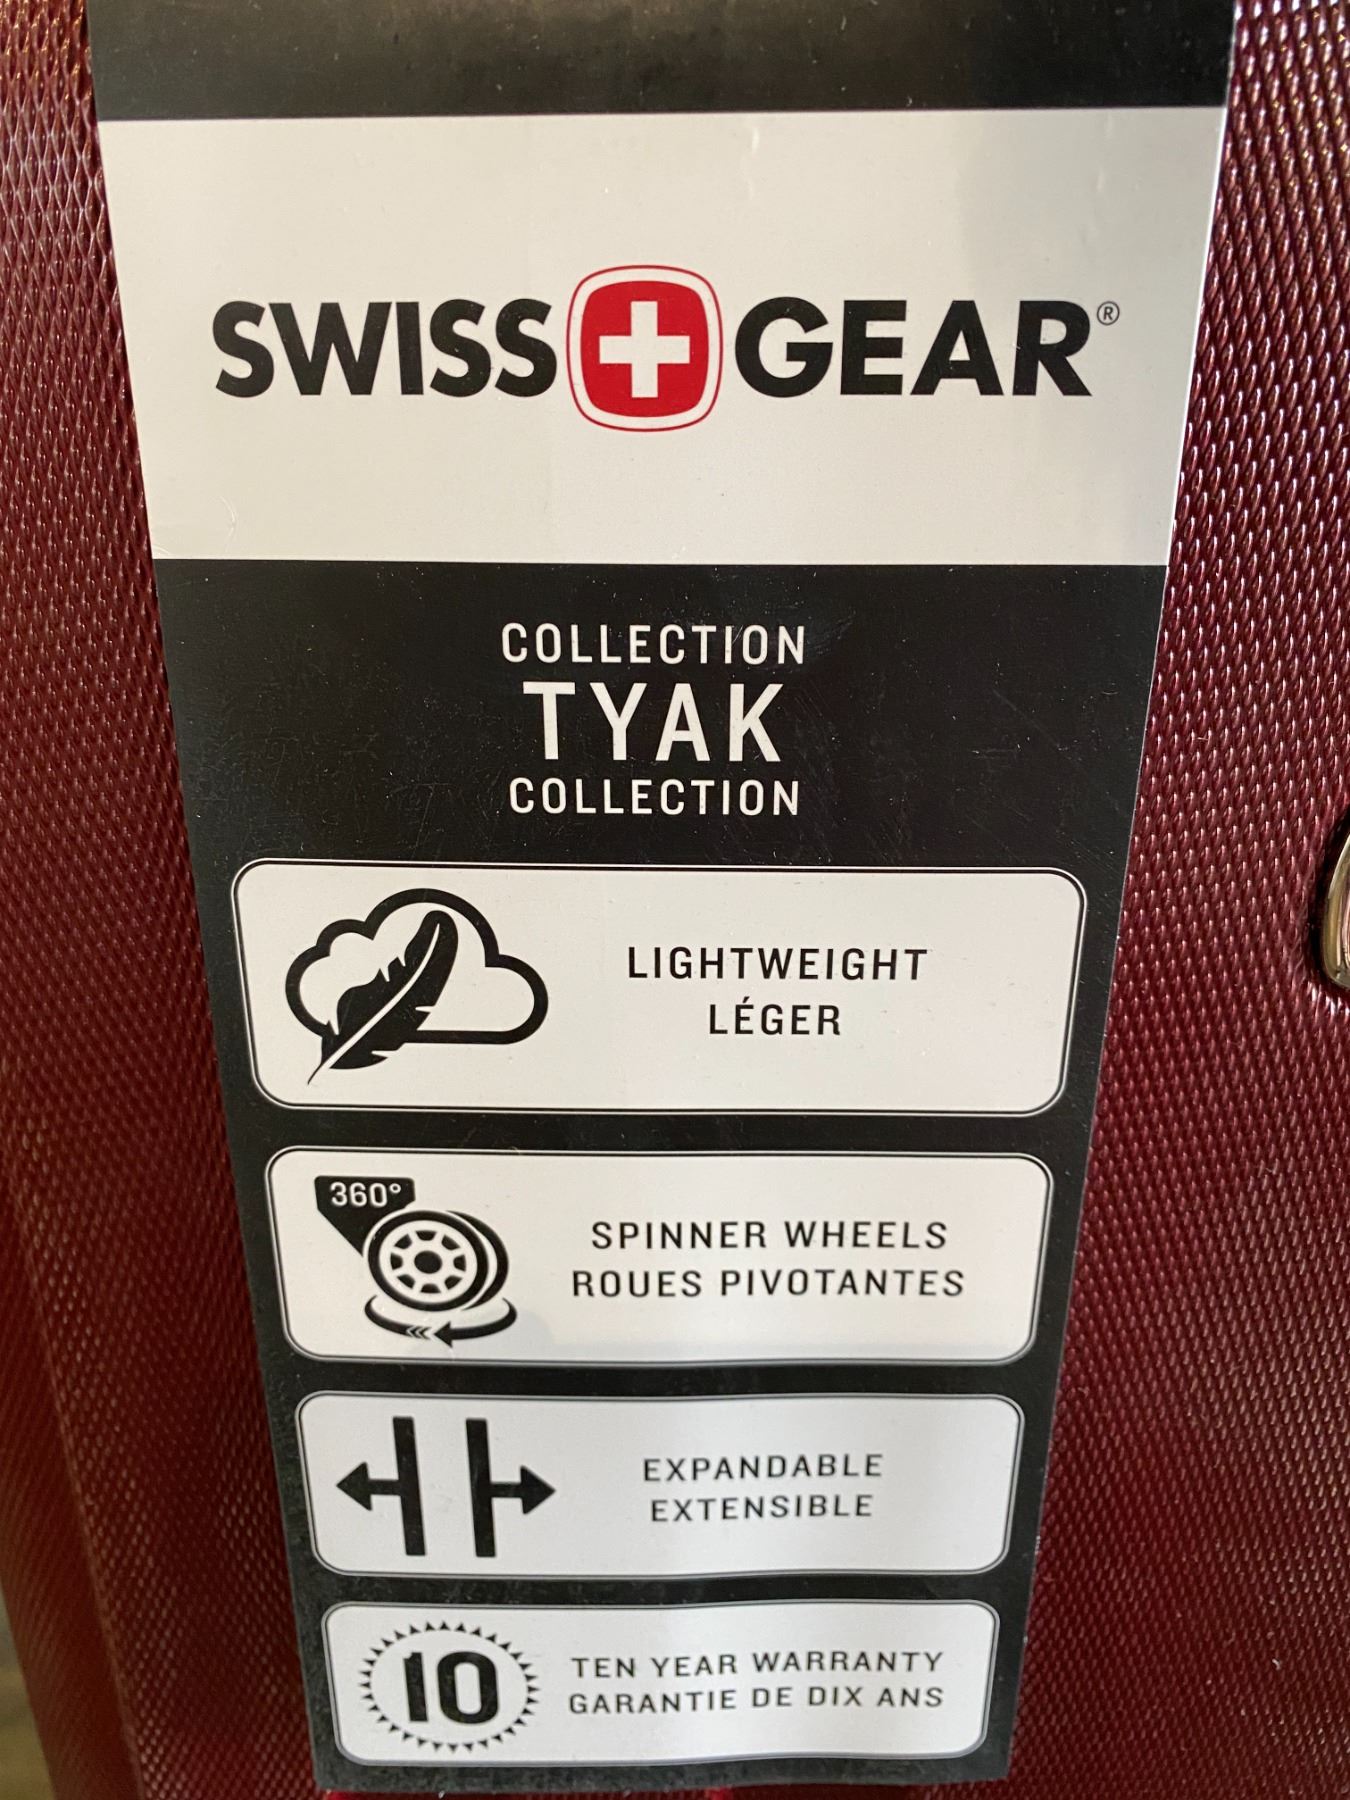 SWISS GEAR®
COLLECTION
TYAK
COLLECTION
LIGHTWEIGHT
LÉGER
360°
SPINNER WHEELS
ROUES PIVOTANTES
EXPANDABLE
EXTENSIBLE
10
TEN YEAR WARRANTY
GARANTIE DE DIX ANS